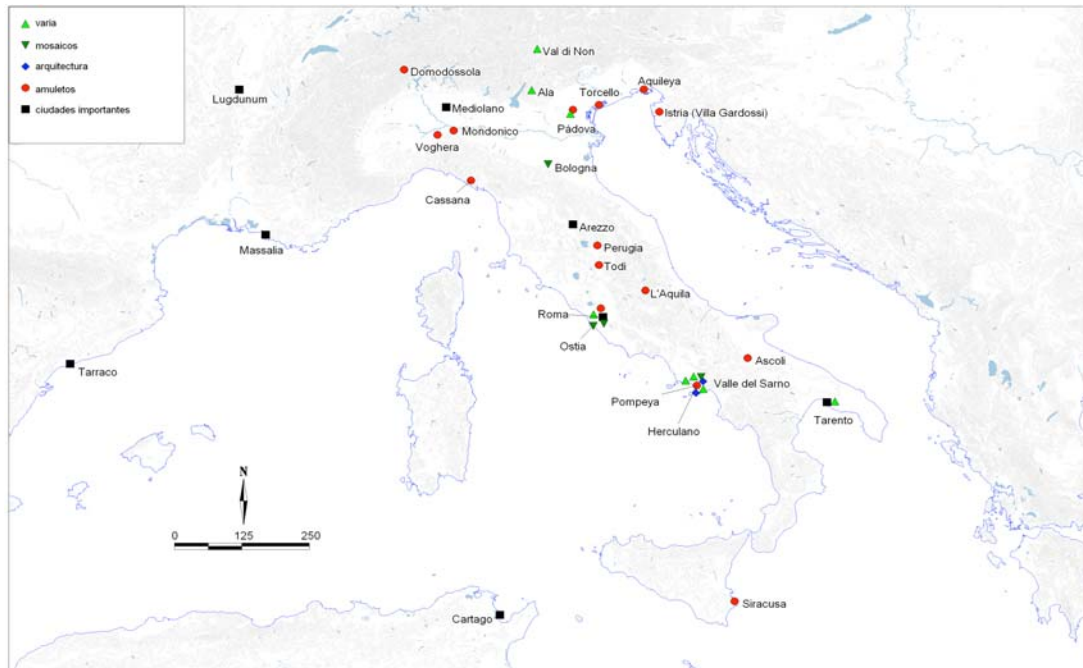 varia
mosaicos
arquitectura
amuletos
ciudades importantes
Val di Non
Domodossola
Lugdunum
Ala
Aquileya
Torcello
Mediolano
Istria (Villa Gardossi)
Pádova
Mondonico
Voghera
Bologna
Cassana
Arezzo
Massalia
Perugia
Todi
L'Aquila
Roma
Ostia
Ascoli
Tarraco
Valle del Sarno
Pompeya
Herculano
Tarento
N
0 125 250
Siracusa
Cartago